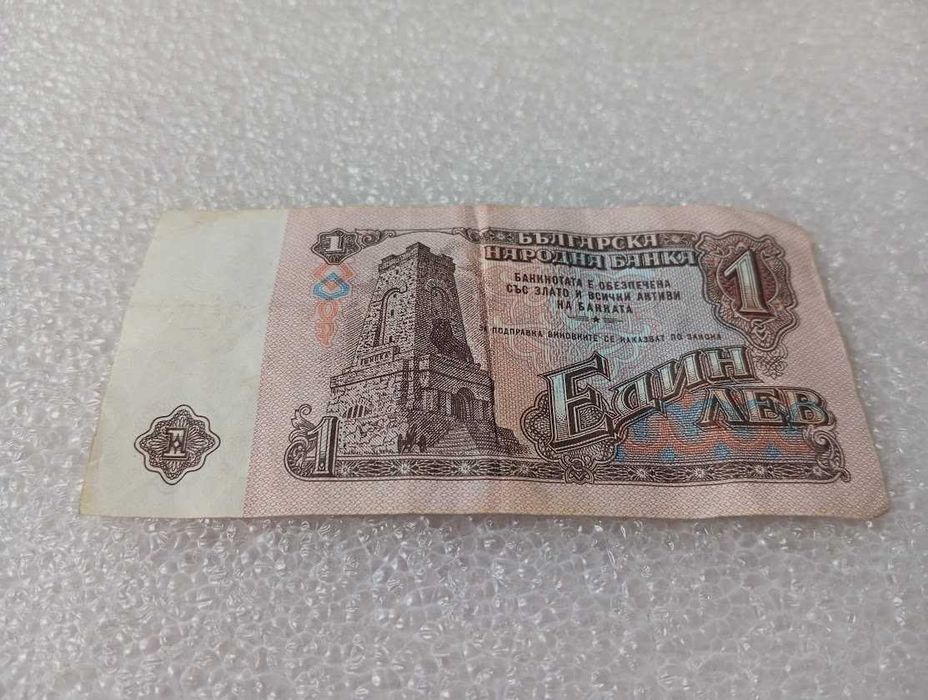 1
БЪЛГАРСКА
НАРОДНА БАНКА
1
БАНКНОТАТА Е ОБЕЗПЕЧЕНА
СЪС ЗЛАТО И ВСИЧКИ АКТИВИ
НА БАНКАТА
ЗА ПОДПРАВКА ВИНОВНИТЕ СЕ НАКАЗВАТ ПО ЗАКОНА
ЕДИН
ЛЕВ
1